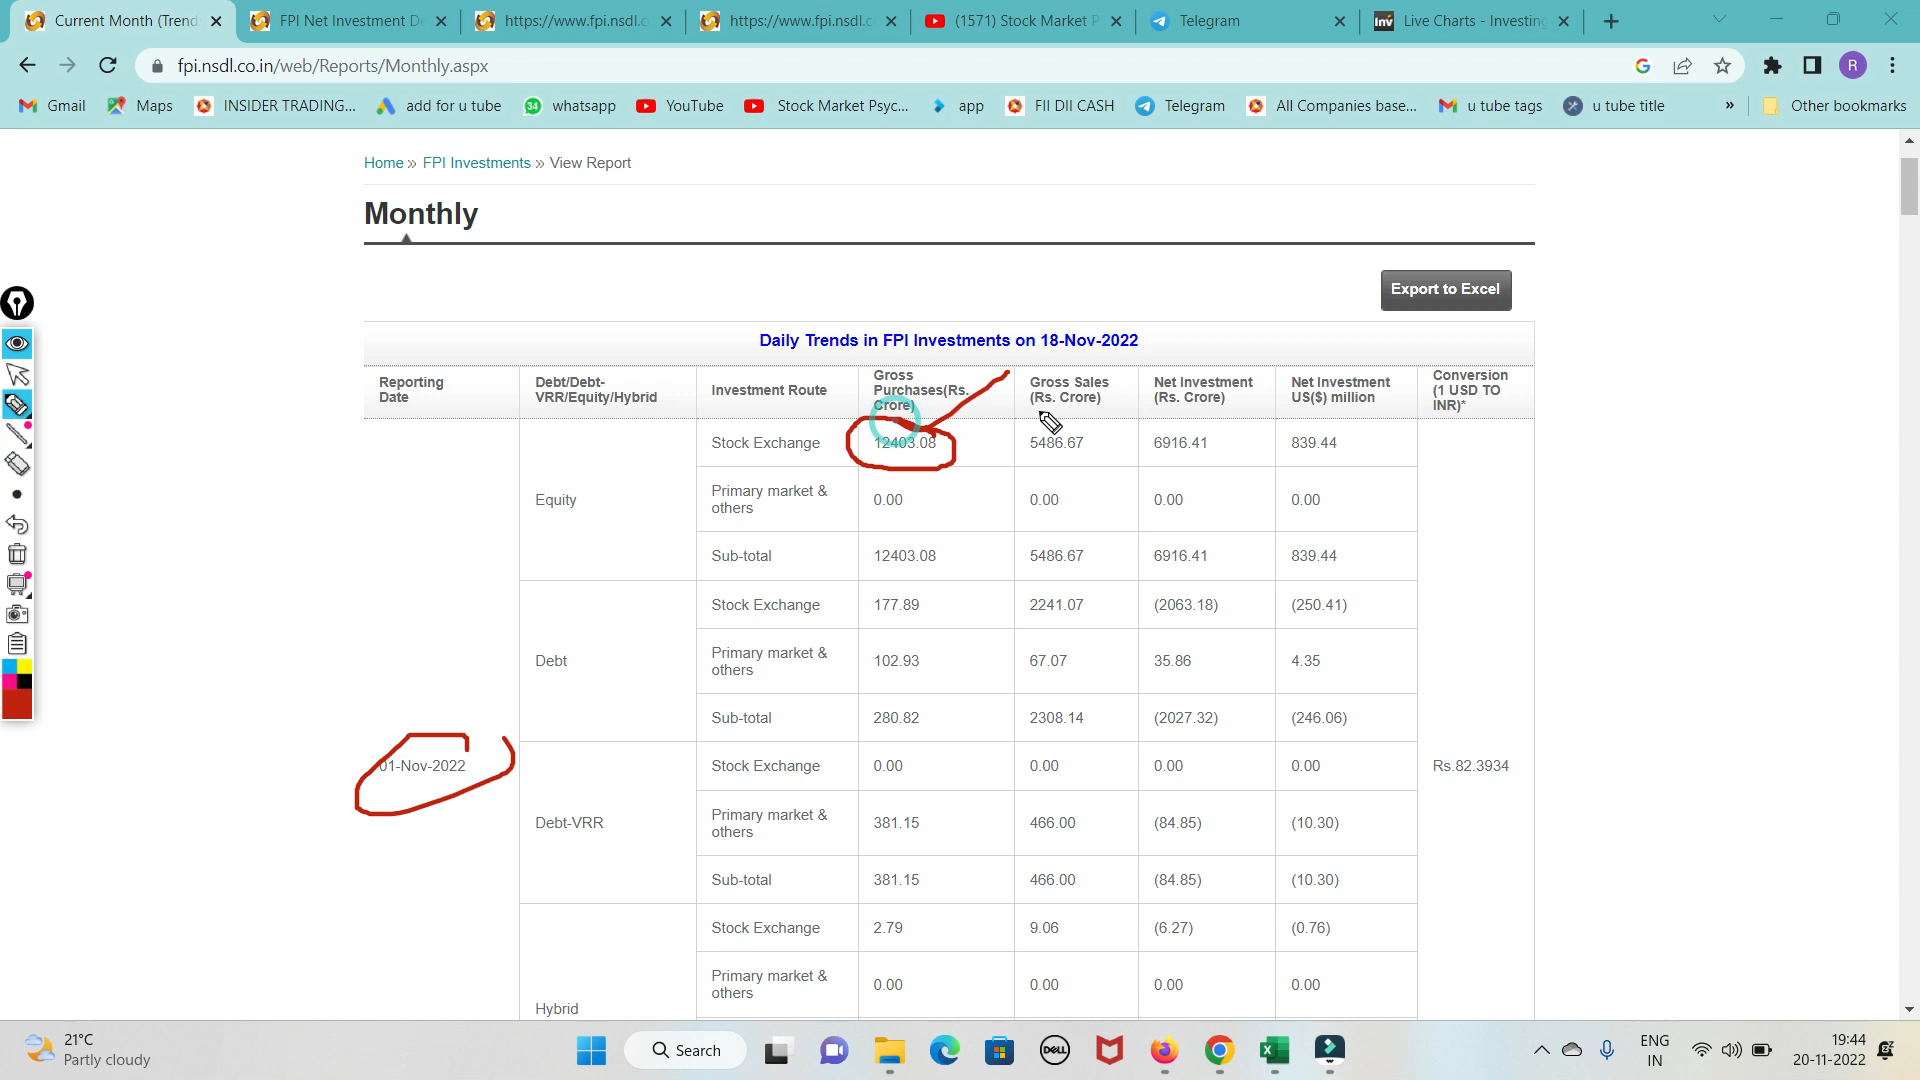 Current Month (Trend
FPI Net Investment De
https://www.fpi.nsdl.c
https://www.fpi.nsdl.c
(1571) Stock Market P
Telegram
Inv
Live Charts - Investing
fpi.nsdl.co.in/web/Reports/Monthly.aspx
R
Gmail
Maps
INSIDER TRADING...
add for u tube
34
whatsapp
YouTube
Stock Market Psyc...
app
FII DII CASH
Telegram
All Companies base...
u tube tags
u tube title
»
Other bookmarks
Home » FPI Investments » View Report
Monthly
Export to Excel
Daily Trends in FPI Investments on 18-Nov-2022
Reporting Date
Debt/Debt-VRR/Equity/Hybrid
Investment Route
Gross Purchases(Rs. Crore)
Gross Sales (Rs. Crore)
Net Investment (Rs. Crore)
Net Investment US($) million
Conversion (1 USD TO INR)*
Stock Exchange 12403.08 5486.67 6916.41 839.44
Equity Primary market & others 0.00 0.00 0.00 0.00
Sub-total 12403.08 5486.67 6916.41 839.44
Stock Exchange 177.89 2241.07 (2063.18) (250.41)
Debt Primary market & others 102.93 67.07 35.86 4.35
Sub-total 280.82 2308.14 (2027.32) (246.06)
01-Nov-2022 Stock Exchange 0.00 0.00 0.00 0.00 Rs.82.3934
Debt-VRR Primary market & others 381.15 466.00 (84.85) (10.30)
Sub-total 381.15 466.00 (84.85) (10.30)
Stock Exchange 2.79 9.06 (6.27) (0.76)
Primary market & others 0.00 0.00 0.00 0.00
Hybrid
21°C
Partly cloudy
Search
DELL
ENG
IN
19:44
20-11-2022